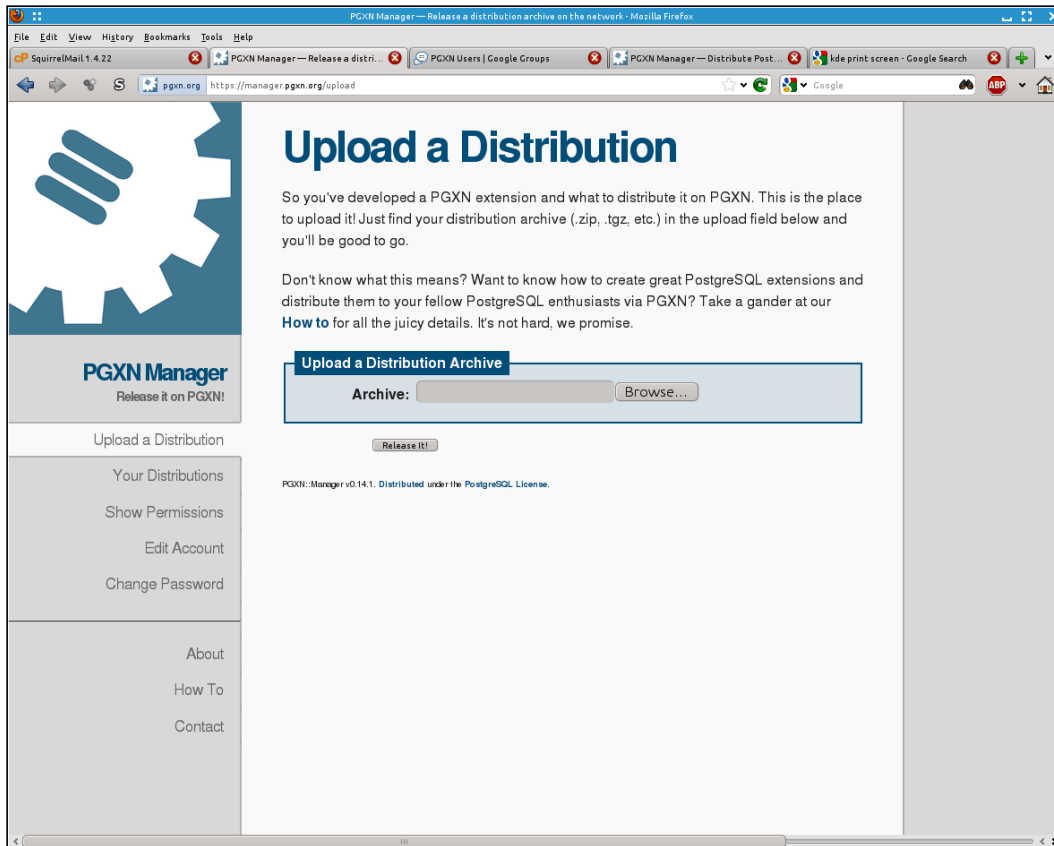 PGXN Manager — Release a distribution archive on the network - Mozilla Firefox
File Edit View History Bookmarks Tools Help
cP SquirrelMail 1.4.22
PGXN Manager — Release a distri...
PGXN Users | Google Groups
PGXN Manager — Distribute Post...
kde print screen - Google Search
S
pgxn.org https://manager.pgxn.org/upload
Google
ABP
Upload a Distribution
So you've developed a PGXN extension and what to distribute it on PGXN. This is the place
to upload it! Just find your distribution archive (.zip, .tgz, etc.) in the upload field below and
you'll be good to go.
Don't know what this means? Want to know how to create great PostgreSQL extensions and
distribute them to your fellow PostgreSQL enthusiasts via PGXN? Take a gander at our
How to for all the juicy details. It's not hard, we promise.
Upload a Distribution Archive
Archive: Browse...
Release It!
PGXN::Manager v0.14.1. Distributed under the PostgreSQL License.
PGXN Manager
Release it on PGXN!
Upload a Distribution
Your Distributions
Show Permissions
Edit Account
Change Password
About
How To
Contact